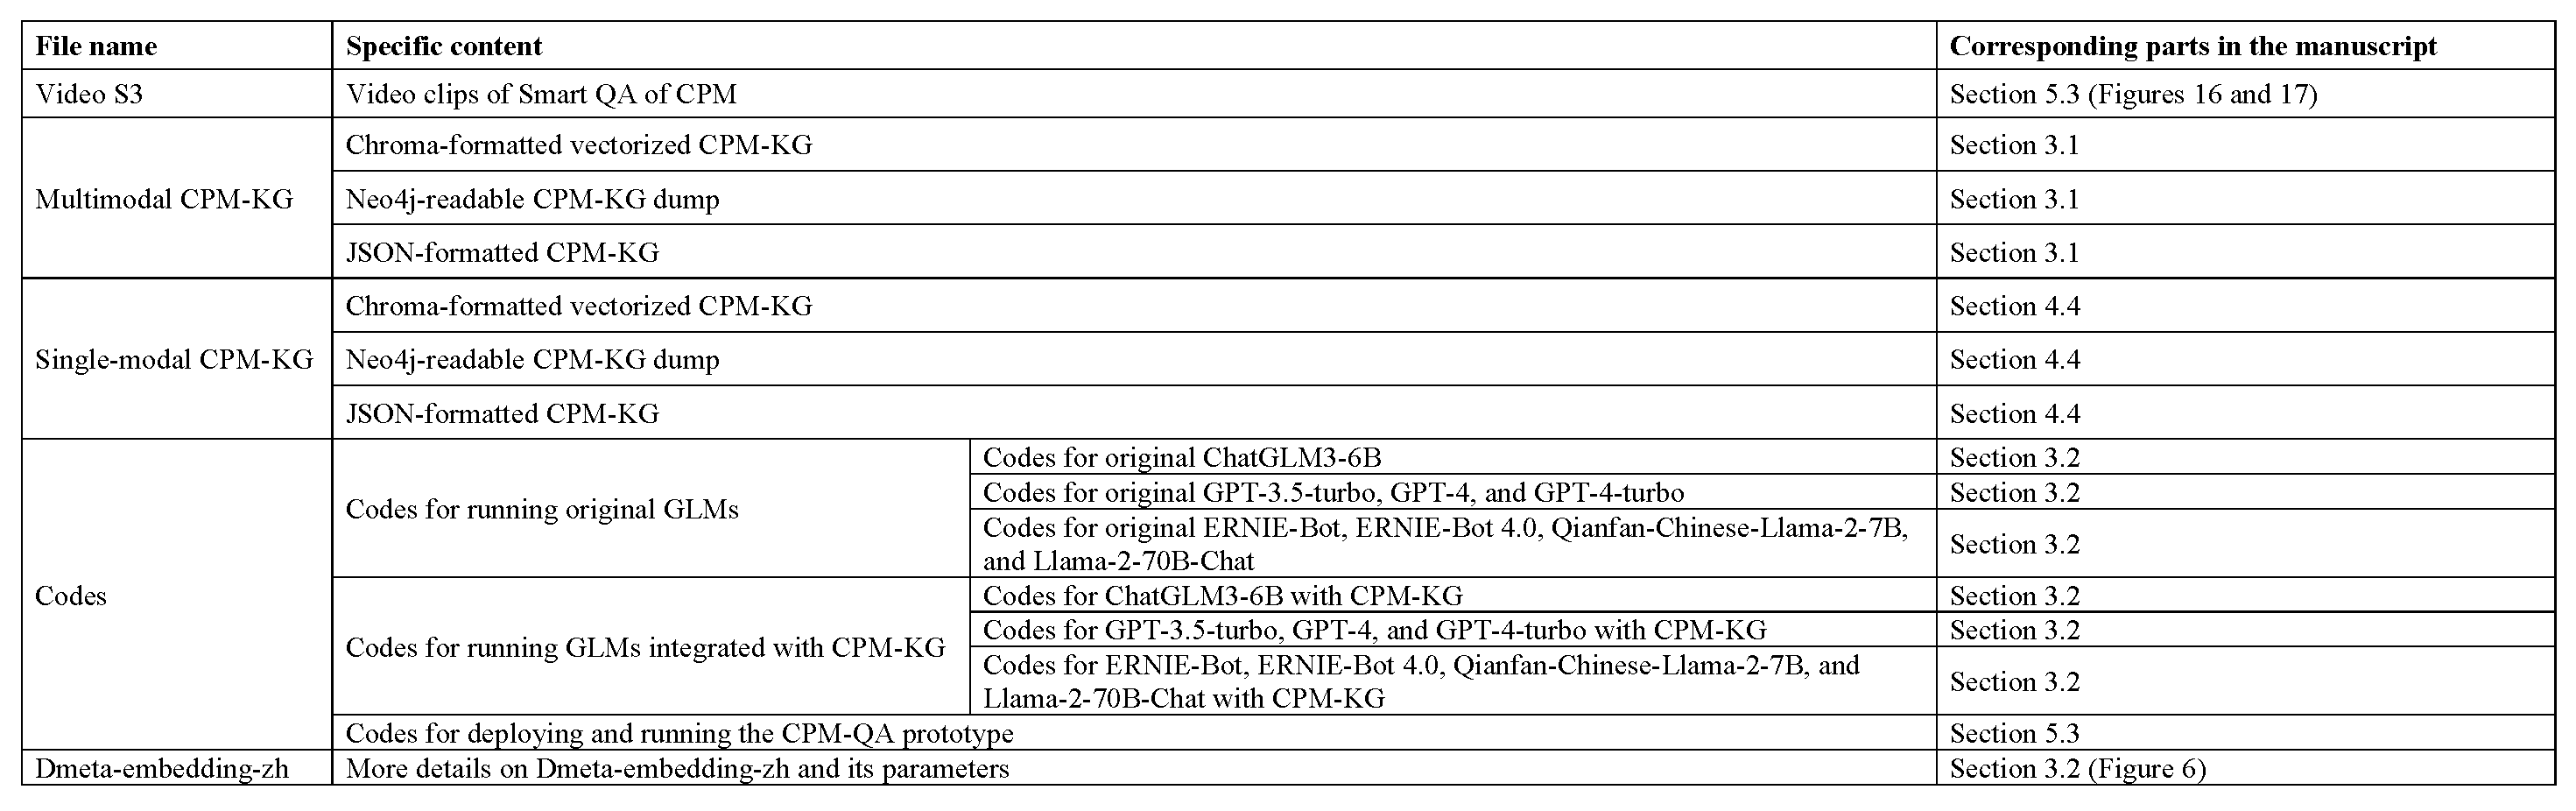 File name Specific content Corresponding parts in the manuscript
Video S3 Video clips of Smart QA of CPM Section 5.3 (Figures 16 and 17)
Multimodal CPM-KG
Chroma-formatted vectorized CPM-KG Section 3.1
Neo4j-readable CPM-KG dump Section 3.1
JSON-formatted CPM-KG Section 3.1
Single-modal CPM-KG
Chroma-formatted vectorized CPM-KG Section 4.4
Neo4j-readable CPM-KG dump Section 4.4
JSON-formatted CPM-KG Section 4.4
Codes
Codes for running original GLMs
Codes for original ChatGLM3-6B Section 3.2
Codes for original GPT-3.5-turbo, GPT-4, and GPT-4-turbo Section 3.2
Codes for original ERNIE-Bot, ERNIE-Bot 4.0, Qianfan-Chinese-Llama-2-7B,
and Llama-2-70B-Chat
Section 3.2
Codes for running GLMs integrated with CPM-KG
Codes for ChatGLM3-6B with CPM-KG Section 3.2
Codes for GPT-3.5-turbo, GPT-4, and GPT-4-turbo with CPM-KG Section 3.2
Codes for ERNIE-Bot, ERNIE-Bot 4.0, Qianfan-Chinese-Llama-2-7B, and
Llama-2-70B-Chat with CPM-KG
Section 3.2
Codes for deploying and running the CPM-QA prototype Section 5.3
Dmeta-embedding-zh More details on Dmeta-embedding-zh and its parameters Section 3.2 (Figure 6)